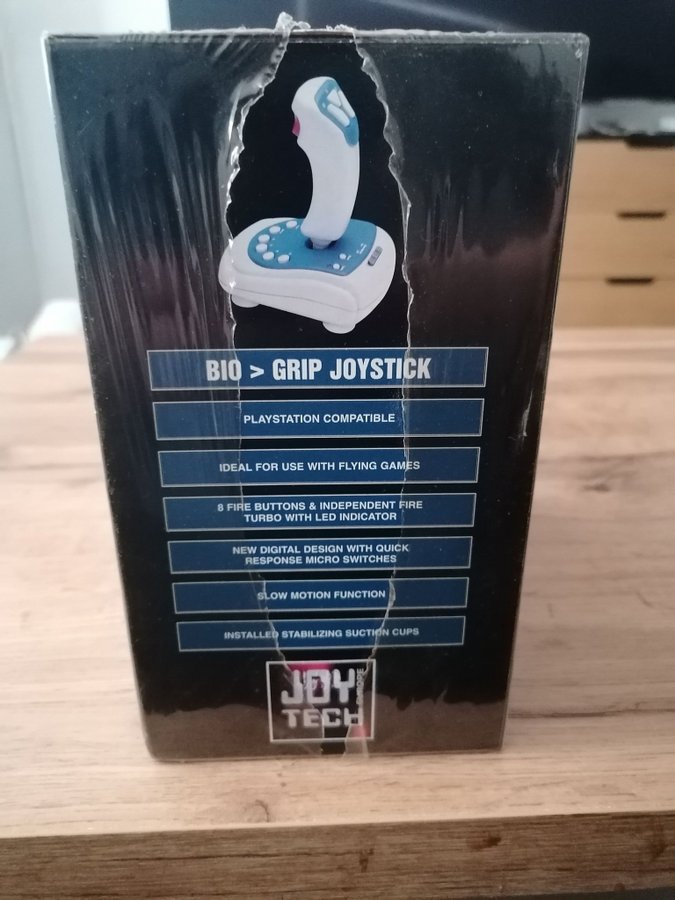 BIO > GRIP JOYSTICK
PLAYSTATION COMPATIBLE
IDEAL FOR USE WITH FLYING GAMES
8 FIRE BUTTONS & INDEPENDENT FIRE
TURBO WITH LED INDICATOR
NEW DIGITAL DESIGN WITH QUICK
RESPONSE MICRO SWITCHES
SLOW MOTION FUNCTION
INSTALLED STABILIZING SUCTION CUPS
JOY
TECH
EUROPE